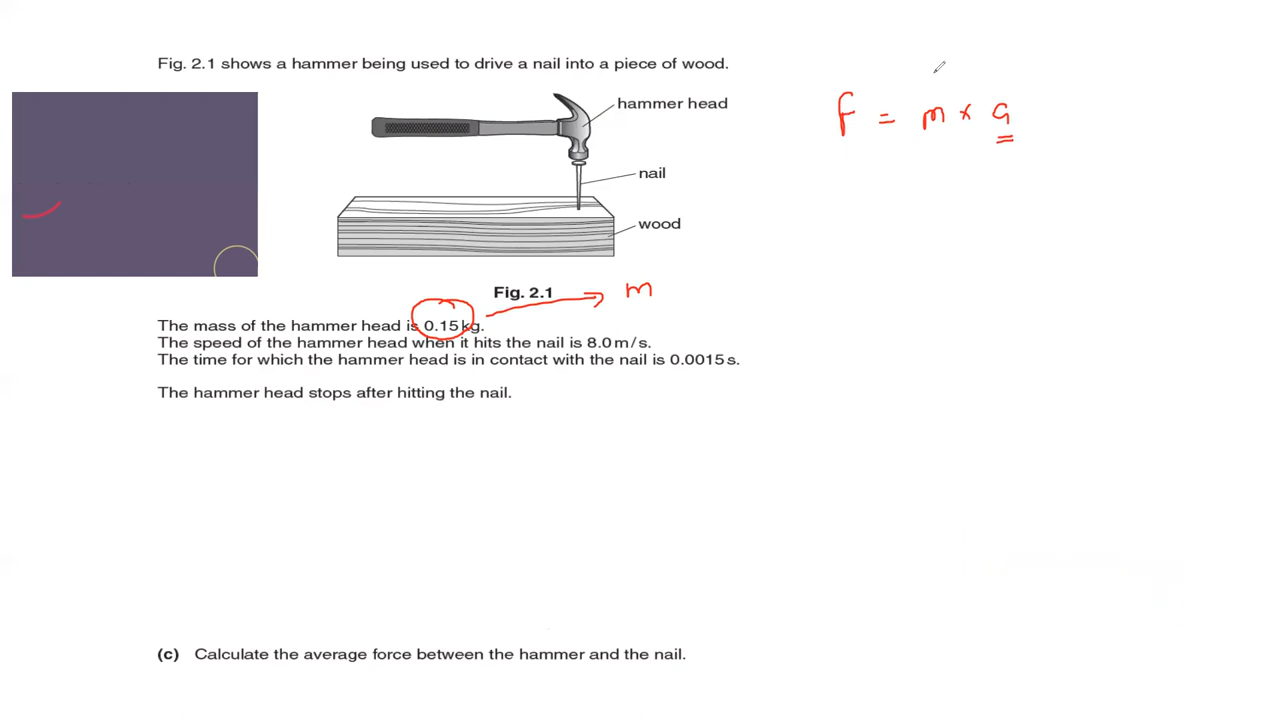 Fig. 2.1 shows a hammer being used to drive a nail into a piece of wood.
hammer head
F = m × a
nail
wood
Fig. 2.1
m
The mass of the hammer head is 0.15 kg.
The speed of the hammer head when it hits the nail is 8.0 m/s.
The time for which the hammer head is in contact with the nail is 0.0015 s.
The hammer head stops after hitting the nail.
(c) Calculate the average force between the hammer and the nail.